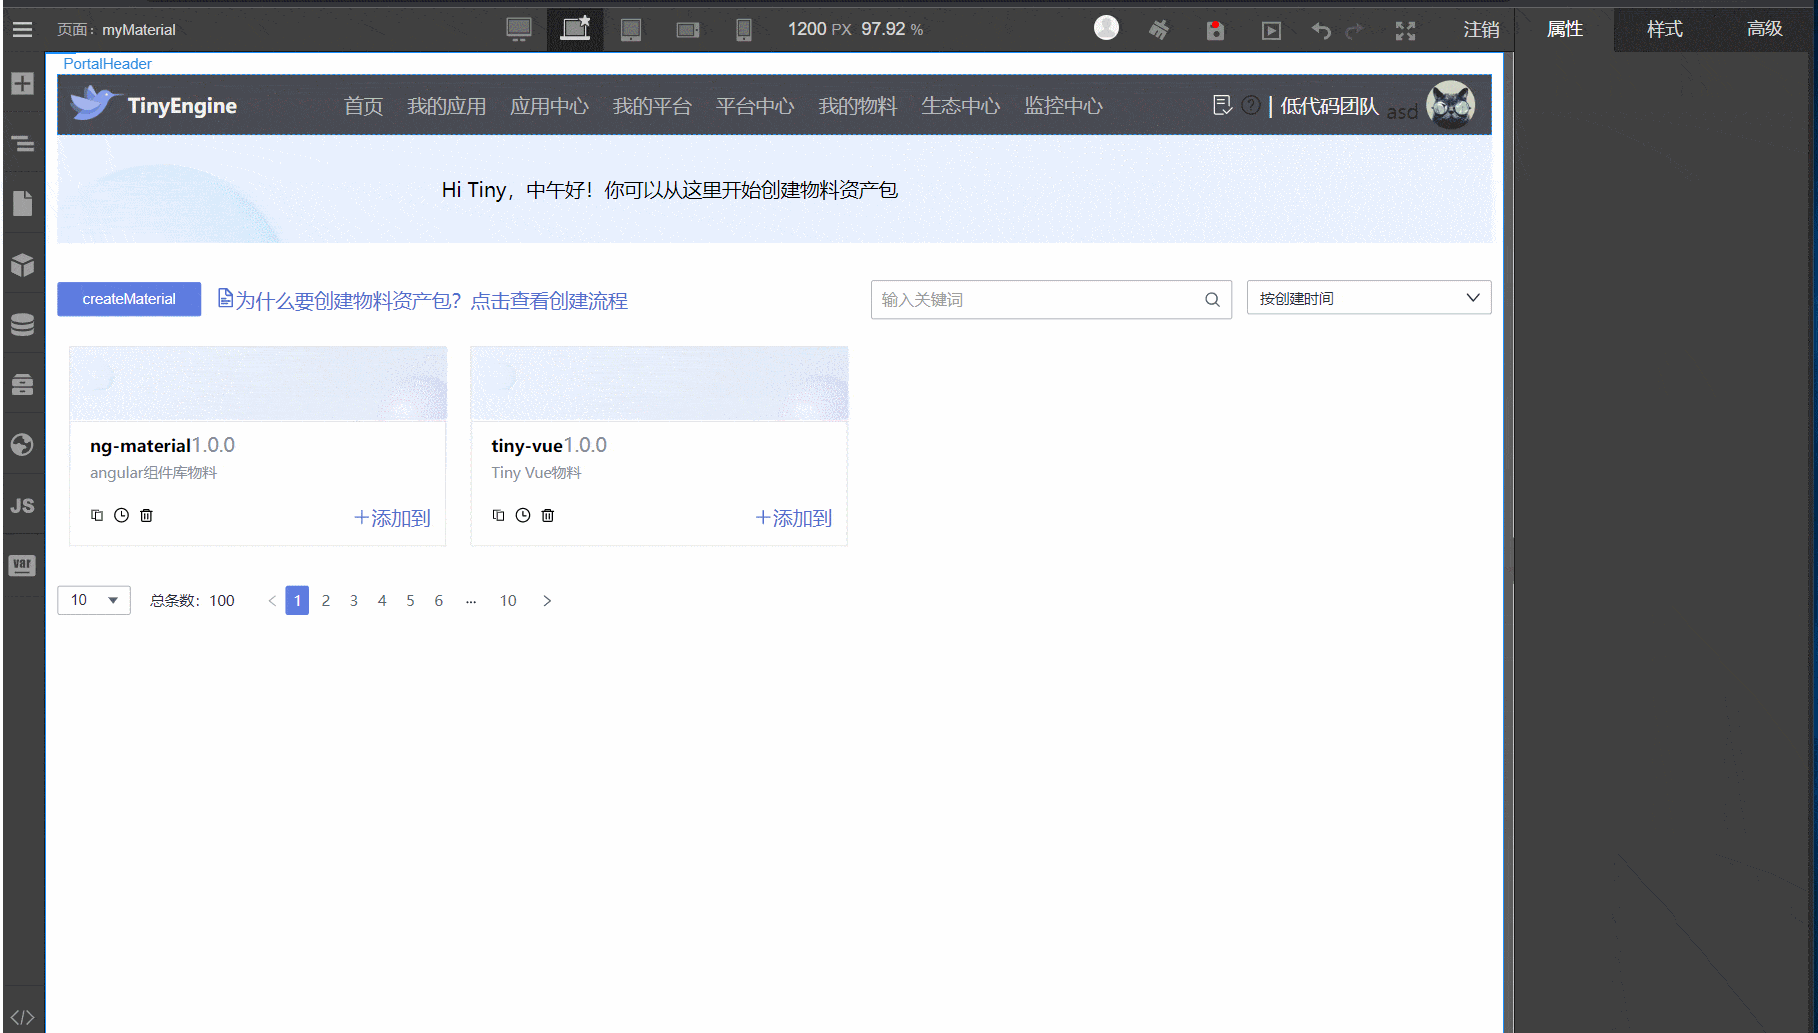 页面：myMaterial 1200 PX 97.92 % 注销 属性 样式 高级
PortalHeader
TinyEngine 首页 我的应用 应用中心 我的平台 平台中心 我的物料 生态中心 监控中心 | 低代码团队 asd
Hi Tiny，中午好！你可以从这里开始创建物料资产包
createMaterial 为什么要创建物料资产包？点击查看创建流程 输入关键词 按创建时间
ng-material1.0.0 tiny-vue1.0.0
angular组件库物料 Tiny Vue物料
+添加到 +添加到
JS
var
10 总条数：100 < 1 2 3 4 5 6 ... 10 >
</>